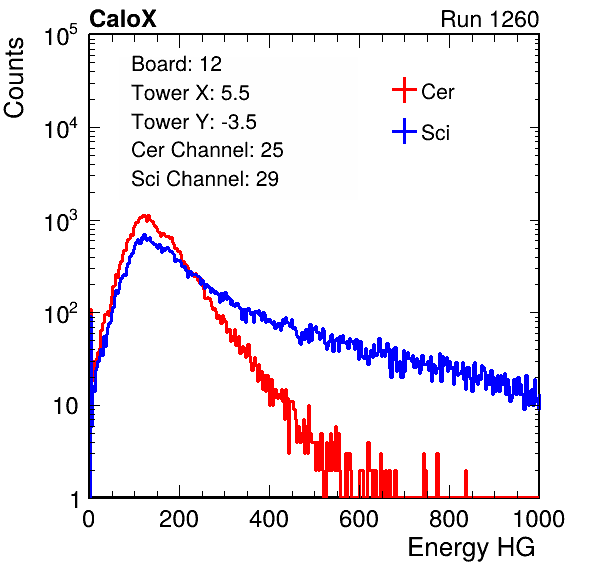 CaloX Run 1260
Counts
10^5
10^4
10^3
10^2
10
1
Board: 12
Tower X: 5.5
Tower Y: -3.5
Cer Channel: 25
Sci Channel: 29
Cer
Sci
0 200 400 600 800 1000
Energy HG